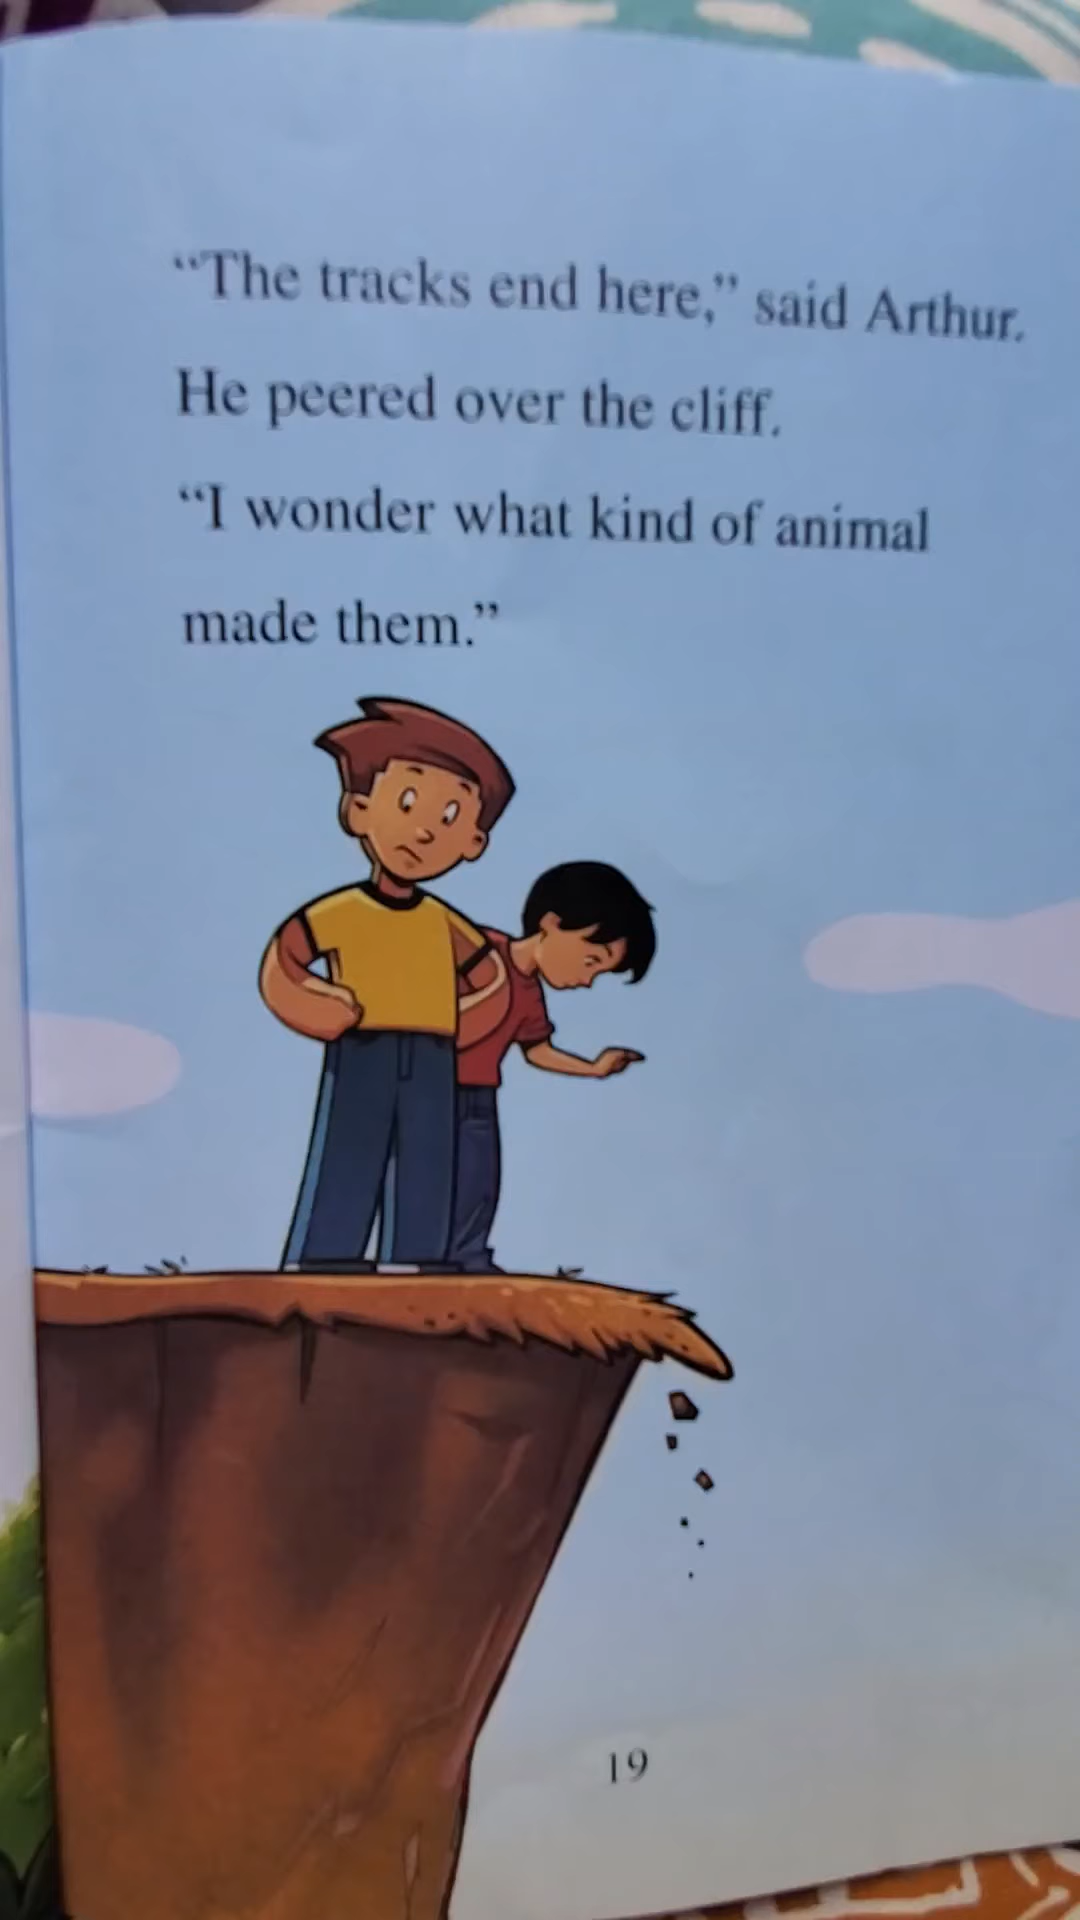 “The tracks end here,” said Arthur.
He peered over the cliff.
“I wonder what kind of animal
made them.”
19